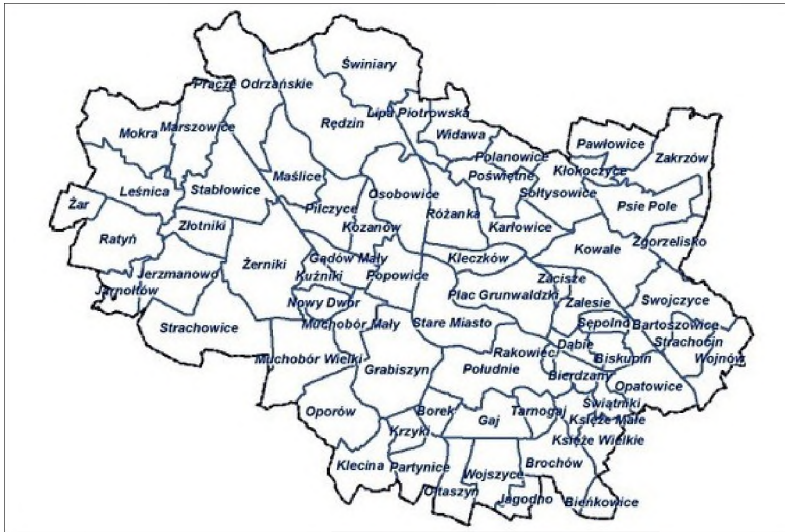 Świniary
Pracze Odrzańskie
Lipa Piotrowska
Rędzin
Widawa
Mokra
Marszowice
Pawłowice
Polanowice
Zakrzów
Kłokoczyce
Maślice
Poświętne
Leśnica
Stabłowice
Osobowice
Sołtysowice
Żar
Psie Pole
Pilczyce
Różanka
Złotniki
Kozanów
Karłowice
Ratyń
Zgorzelisko
Kowale
Gądów Mały
Kleczków
Żerniki
Jerzmanowo
Kuźniki
Popowice
Zacisze
Jarnołtów
Plac Grunwaldzki
Nowy Dwór
Zalesie
Swojczyce
Strachowice
Muchobór Mały
Stare Miasto
Sępolno
Bartoszowice
Dąbie
Strachocin
Rakowiec
Muchobór Wielki
Biskupin
Wojnów
Grabiszyn
Południe
Bierdzany
Opatowice
Świątniki
Oporów
Borek
Tarnogaj
Gaj
Księże Małe
Krzyki
Księże Wielkie
Klecina
Partynice
Wojszyce
Brochów
Ołtaszyn
Jagodno
Bieńkowice